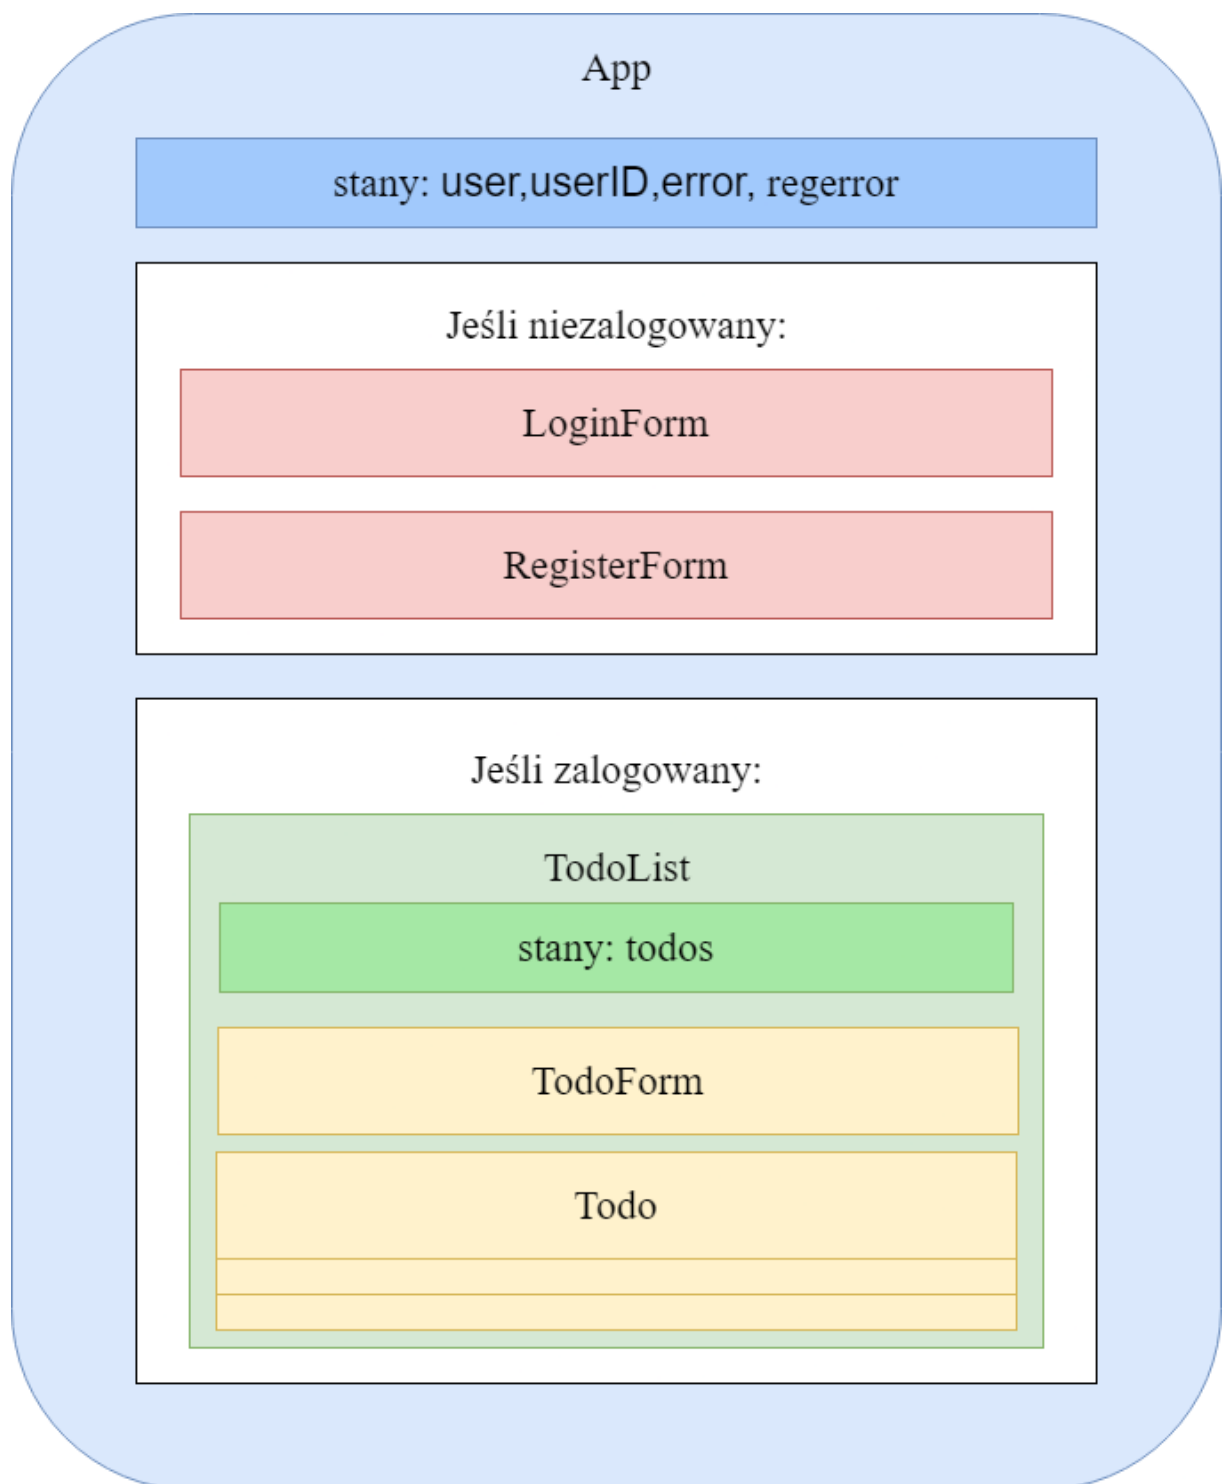 App
stany: user,userID,error, regerror
Jeśli niezalogowany:
LoginForm
RegisterForm
Jeśli zalogowany:
TodoList
stany: todos
TodoForm
Todo